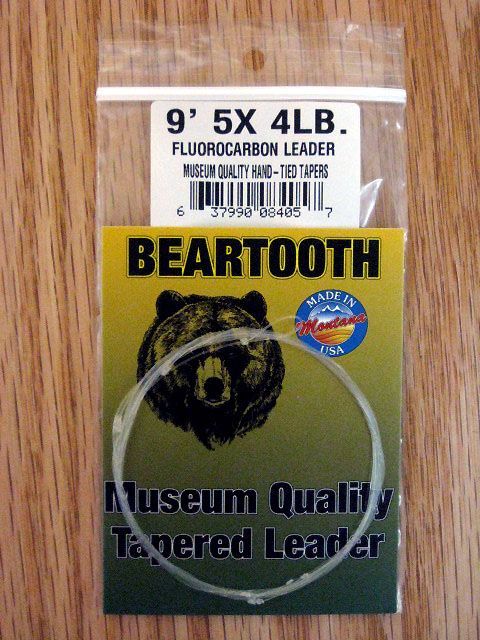 9' 5X 4LB.
FLUOROCARBON LEADER
MUSEUM QUALITY HAND-TIED TAPERS
6 37990 08405 7
BEARTOOTH
MADE IN
Montana
USA
Museum Quality
Tapered Leader